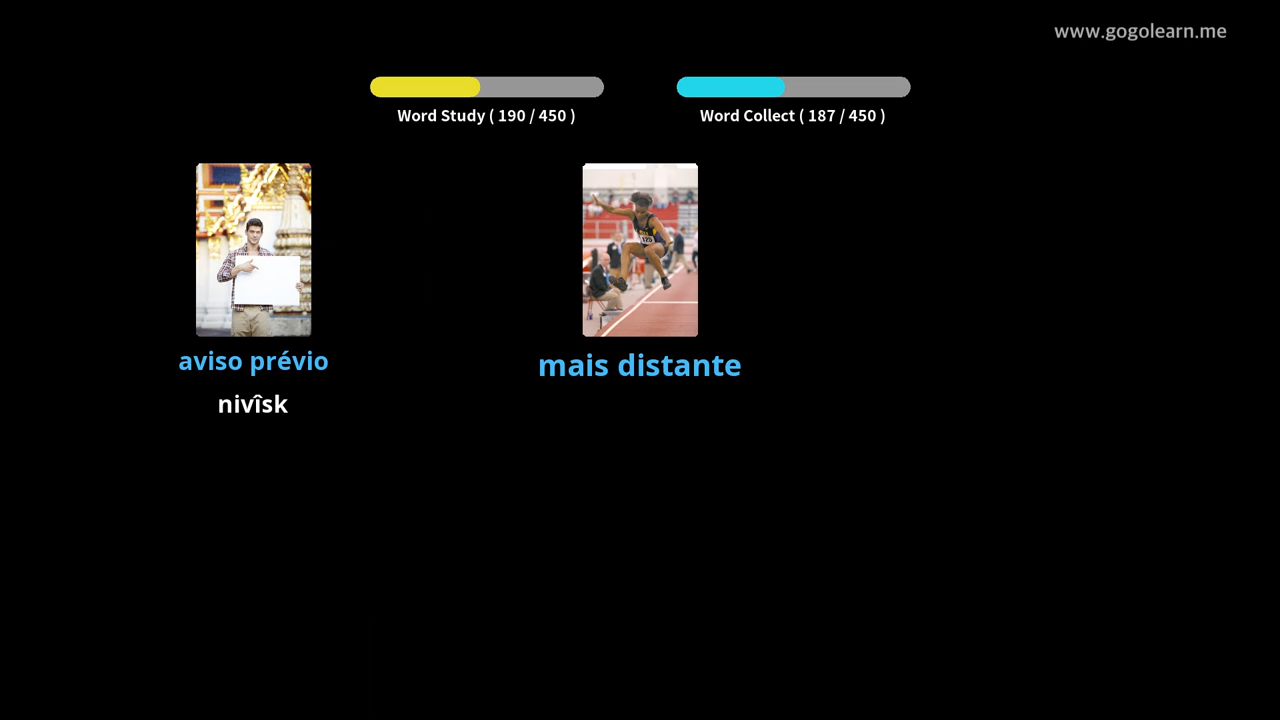 www.gogolearn.me
Word Study ( 190 / 450 )
Word Collect ( 187 / 450 )
aviso prévio
nivîsk
mais distante